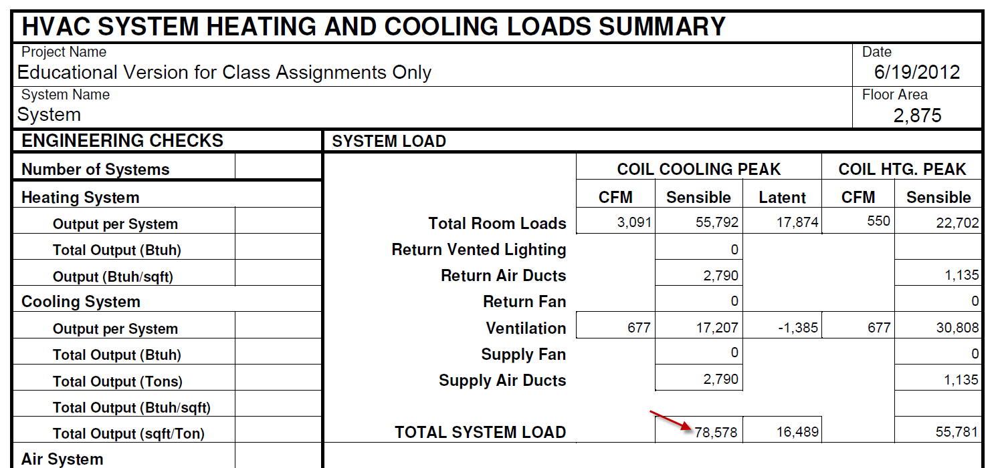 HVAC SYSTEM HEATING AND COOLING LOADS SUMMARY
Project Name Date
Educational Version for Class Assignments Only 6/19/2012
System Name Floor Area
System 2,875
ENGINEERING CHECKS SYSTEM LOAD
Number of Systems COIL COOLING PEAK COIL HTG. PEAK
Heating System CFM Sensible Latent CFM Sensible
Output per System Total Room Loads 3,091 55,792 17,874 550 22,702
Total Output (Btuh) Return Vented Lighting 0
Output (Btuh/sqft) Return Air Ducts 2,790 1,135
Cooling System Return Fan 0 0
Output per System Ventilation 677 17,207 -1,385 677 30,808
Total Output (Btuh) Supply Fan 0 0
Total Output (Tons) Supply Air Ducts 2,790 1,135
Total Output (Btuh/sqft)
Total Output (sqft/Ton) TOTAL SYSTEM LOAD 78,578 16,489 55,781
Air System